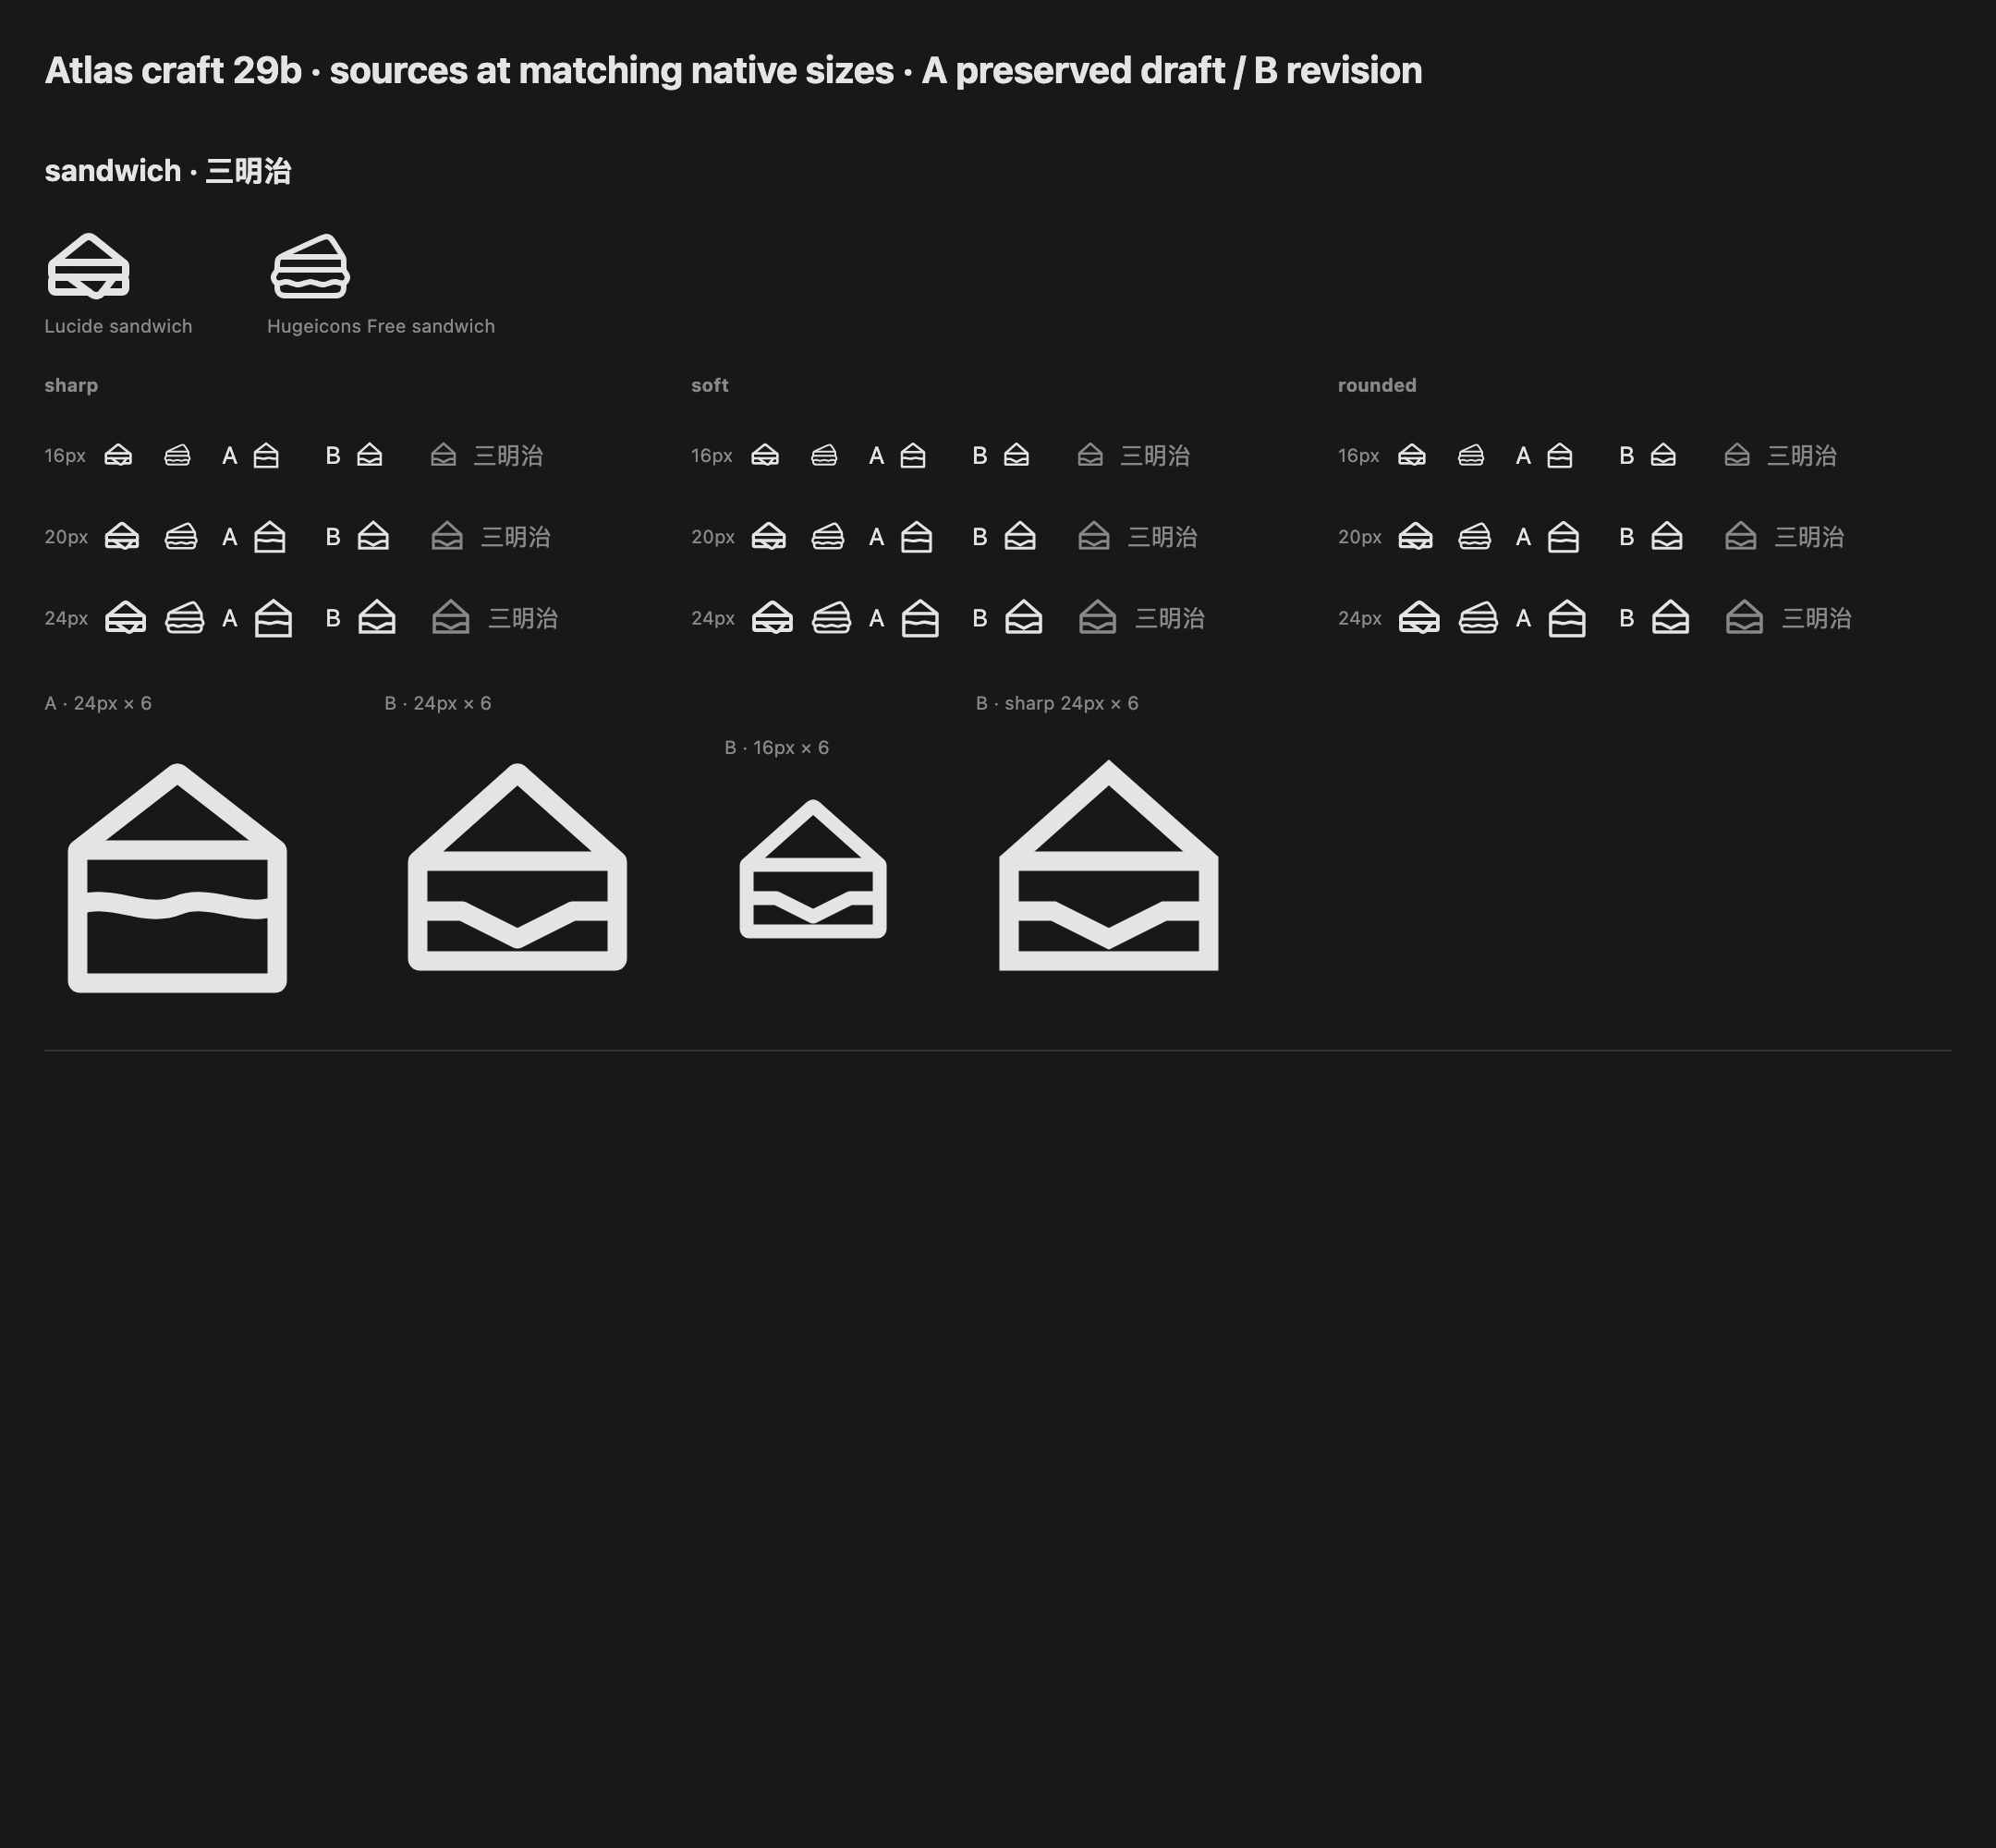 Atlas craft 29b · sources at matching native sizes · A preserved draft / B revision
sandwich · 三明治
Lucide sandwich Hugeicons Free sandwich
sharp soft rounded
16px A B 三明治 16px A B 三明治 16px A B 三明治
20px A B 三明治 20px A B 三明治 20px A B 三明治
24px A B 三明治 24px A B 三明治 24px A B 三明治
A · 24px × 6 B · 24px × 6 B · sharp 24px × 6
B · 16px × 6